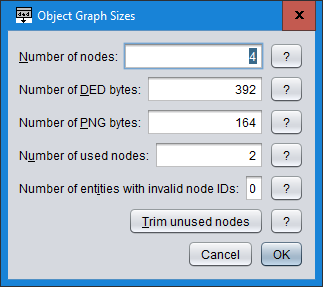 Object Graph Sizes
Number of nodes: 4 ?
Number of DED bytes: 392 ?
Number of PNG bytes: 164 ?
Number of used nodes: 2 ?
Number of entities with invalid node IDs: 0 ?
Trim unused nodes ?
Cancel OK